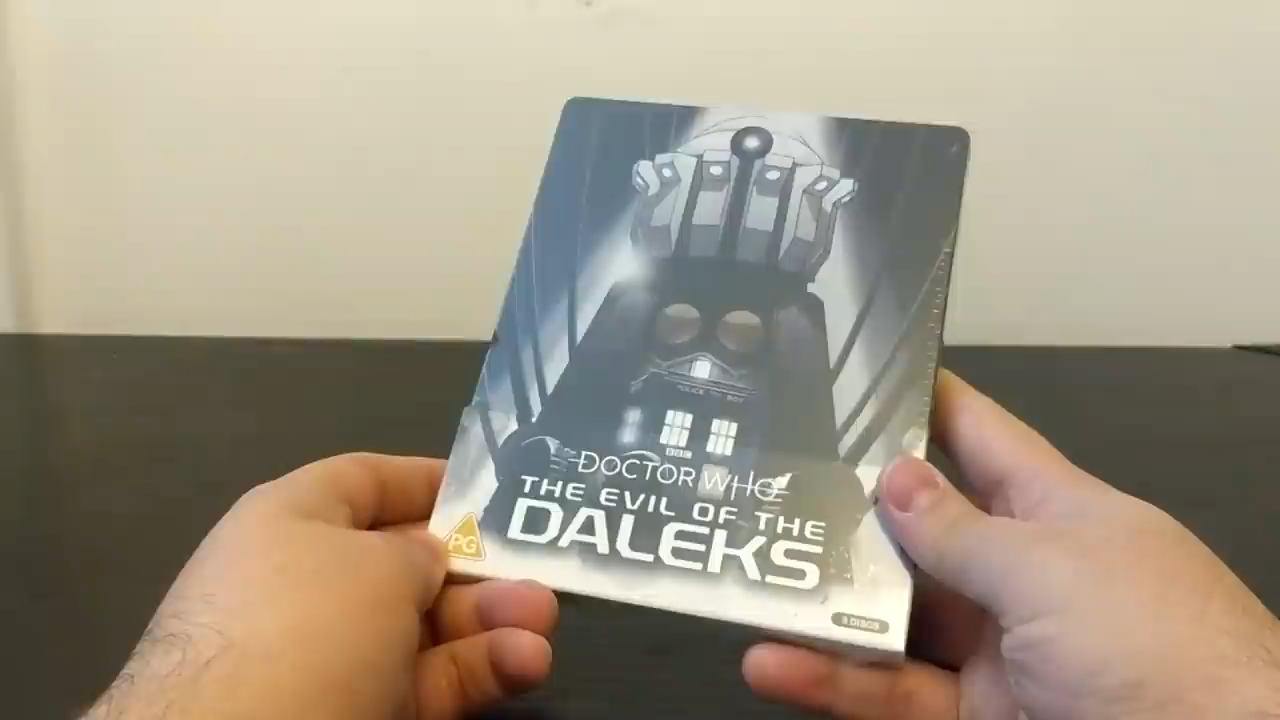 POLICE BOX
BBC
DOCTOR WHO
THE EVIL OF THE
DALEKS
PG
3 DISCS